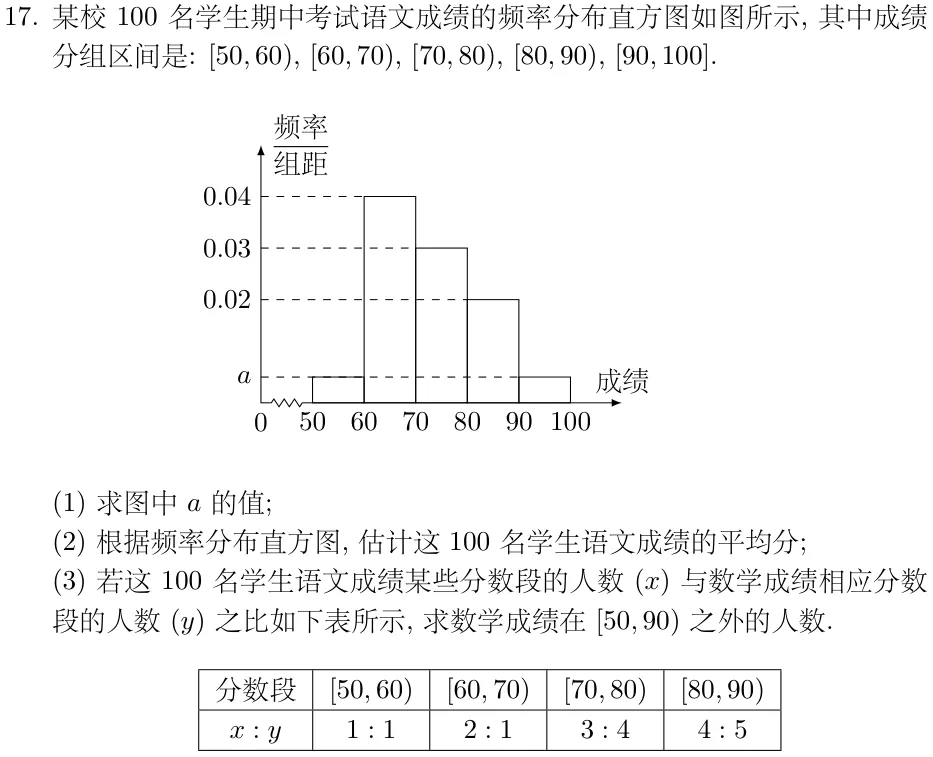 17. 某校 100 名学生期中考试语文成绩的频率分布直方图如图所示, 其中成绩
分组区间是: [50, 60), [60, 70), [70, 80), [80, 90), [90, 100].
频率
组距
0.04
0.03
0.02
a
成绩
0 50 60 70 80 90 100
(1) 求图中 a 的值;
(2) 根据频率分布直方图, 估计这 100 名学生语文成绩的平均分;
(3) 若这 100 名学生语文成绩某些分数段的人数 (x) 与数学成绩相应分数
段的人数 (y) 之比如下表所示, 求数学成绩在 [50, 90) 之外的人数.
分数段 [50, 60) [60, 70) [70, 80) [80, 90)
x : y 1 : 1 2 : 1 3 : 4 4 : 5